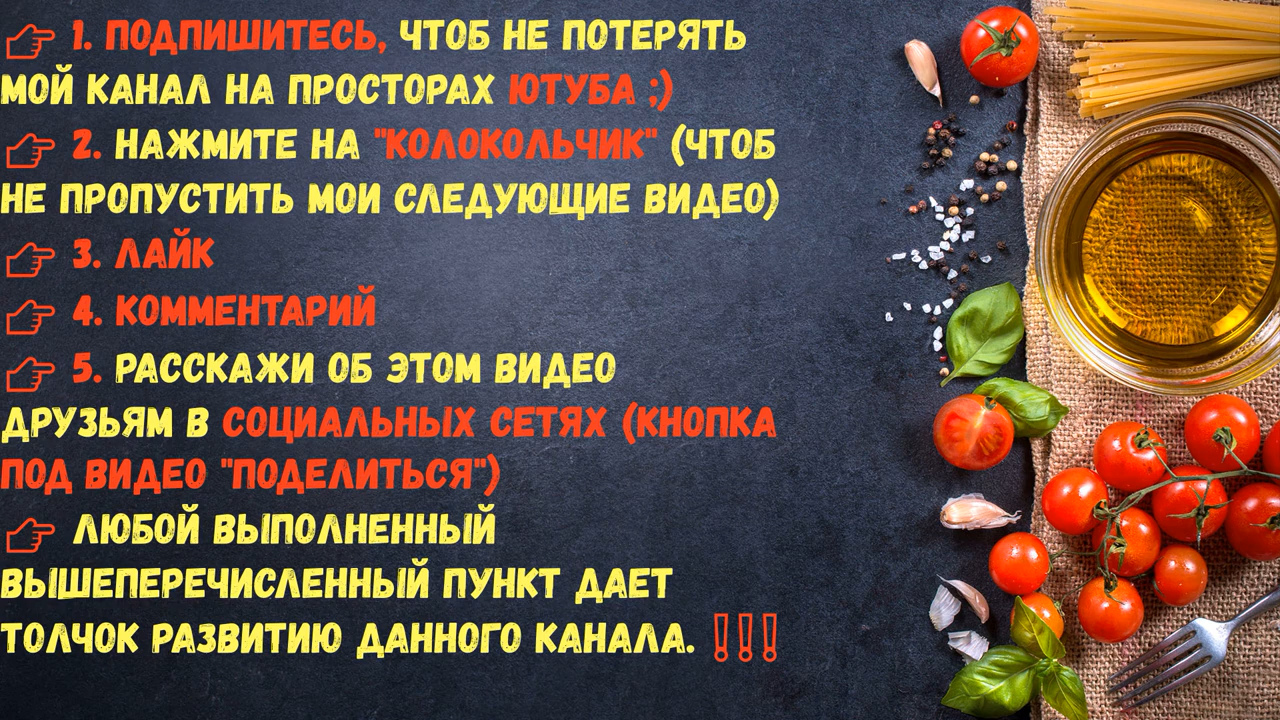 👉 1. ПОДПИШИТЕСЬ, ЧТОБ НЕ ПОТЕРЯТЬ
МОЙ КАНАЛ НА ПРОСТОРАХ ЮТУБА ;)
👉 2. НАЖМИТЕ НА "КОЛОКОЛЬЧИК" (ЧТОБ
НЕ ПРОПУСТИТЬ МОИ СЛЕДУЮЩИЕ ВИДЕО)
👉 3. ЛАЙК
👉 4. КОММЕНТАРИЙ
👉 5. РАССКАЖИ ОБ ЭТОМ ВИДЕО
ДРУЗЬЯМ В СОЦИАЛЬНЫХ СЕТЯХ (КНОПКА
ПОД ВИДЕО "ПОДЕЛИТЬСЯ")
👉 ЛЮБОЙ ВЫПОЛНЕННЫЙ
ВЫШЕПЕРЕЧИСЛЕННЫЙ ПУНКТ ДАЕТ
ТОЛЧОК РАЗВИТИЮ ДАННОГО КАНАЛА. ❗❗❗